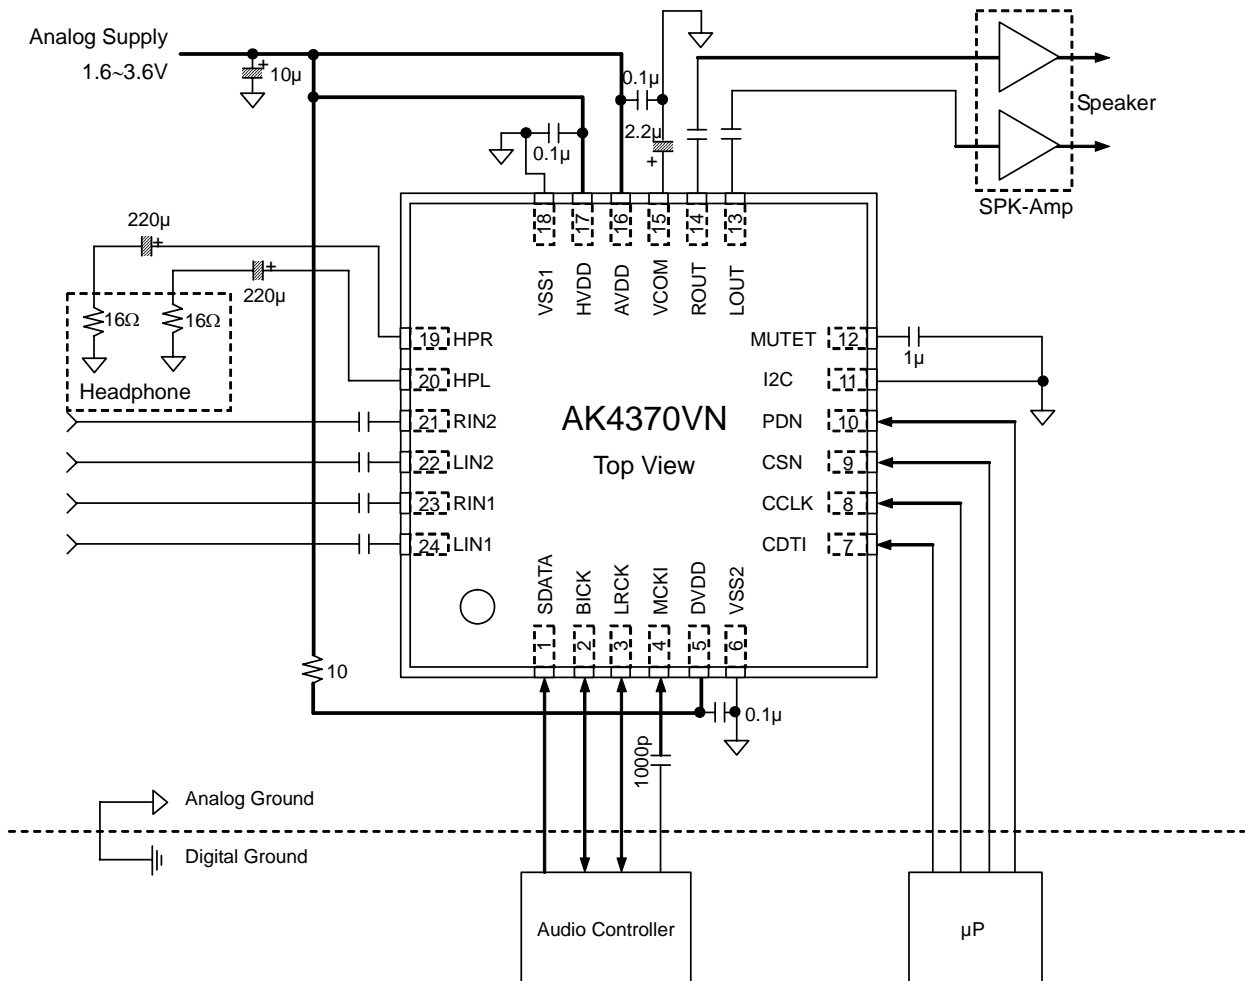 Analog Supply
1.6~3.6V
+
10µ
0.1µ
0.1µ
2.2µ
+
Speaker
SPK-Amp
18
17
16
15
14
13
VSS1
HVDD
AVDD
VCOM
ROUT
LOUT
220µ
+
220µ
+
16Ω
16Ω
Headphone
19 HPR
20 HPL
21 RIN2
22 LIN2
23 RIN1
24 LIN1
AK4370VN
Top View
MUTET 12
I2C 11
PDN 10
CSN 9
CCLK 8
CDTI 7
1µ
SDATA
BICK
LRCK
MCKI
DVDD
VSS2
1
2
3
4
5
6
10
0.1µ
1000p
Analog Ground
Digital Ground
Audio Controller
µP